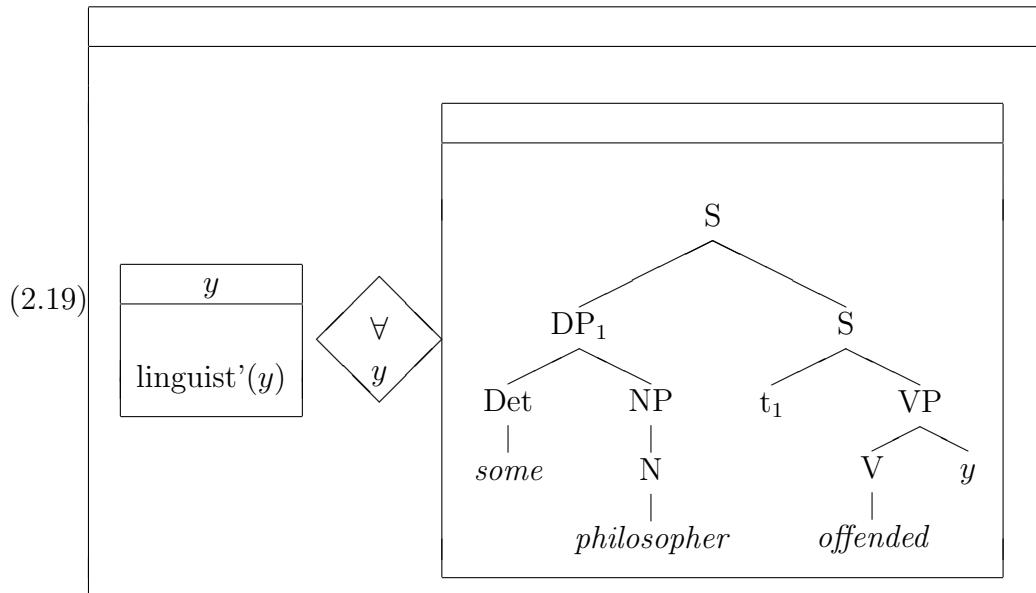 S
(2.19)
y
∀
DP₁ S
linguist’(y)
y
Det NP t₁ VP
some N V y
philosopher offended